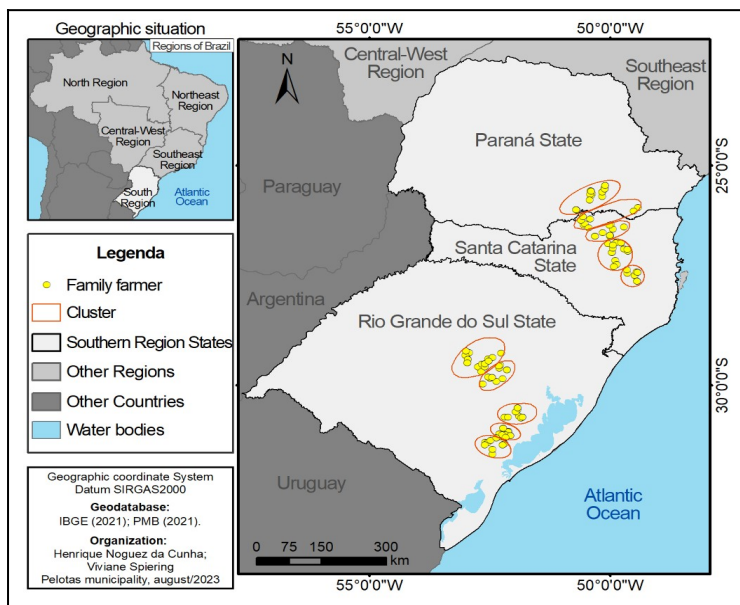 Geographic situation
Regions of Brazil
North Region
Northeast
Region
Central-West
Region
Southeast
Region
South
Region
Atlantic
Ocean
Legenda
Family farmer
Cluster
Southern Region States
Other Regions
Other Countries
Water bodies
Geographic coordinate System
Datum SIRGAS2000
Geodatabase:
IBGE (2021); PMB (2021).
Organization:
Henrique Noguez da Cunha;
Viviane Spiering
Pelotas municipality, august/2023
55°0'0"W
50°0'0"W
Central-West
Region
Southeast
Region
N
Paraná State
25°0'0"S
Paraguay
Santa Catarina
State
Argentina
Rio Grande do Sul State
30°0'0"S
Uruguay
Atlantic
Ocean
0 75 150 300
km
55°0'0"W
50°0'0"W